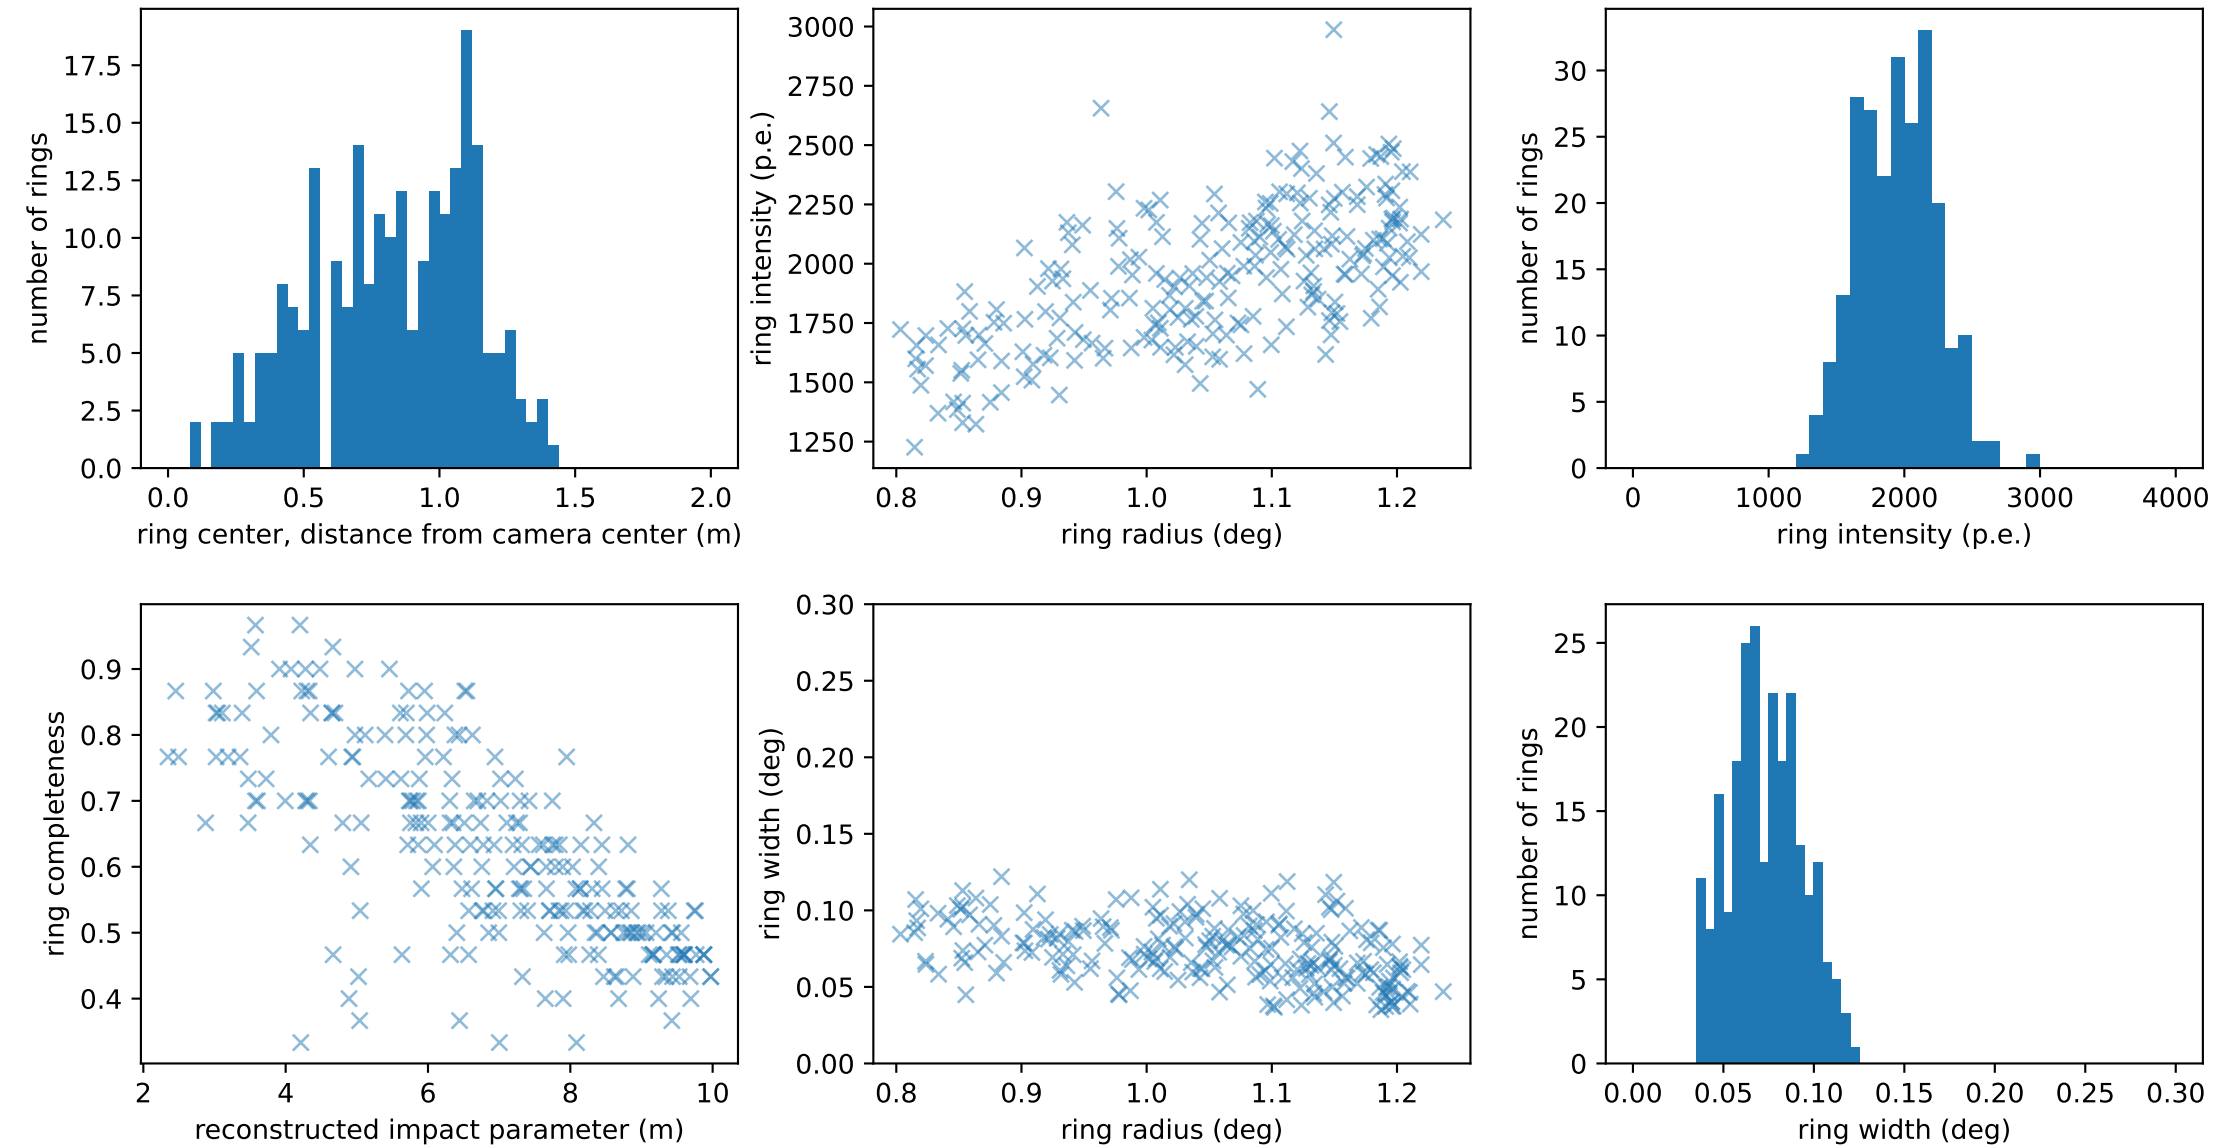 number of rings
17.5
15.0
12.5
10.0
7.5
5.0
2.5
0.0
0.0 0.5 1.0 1.5 2.0
ring center, distance from camera center (m)
ring intensity (p.e.)
3000
2750
2500
2250
2000
1750
1500
1250
0.8 0.9 1.0 1.1 1.2
ring radius (deg)
number of rings
30
25
20
15
10
5
0
0 1000 2000 3000 4000
ring intensity (p.e.)
ring completeness
0.9
0.8
0.7
0.6
0.5
0.4
2 4 6 8 10
reconstructed impact parameter (m)
ring width (deg)
0.30
0.25
0.20
0.15
0.10
0.05
0.00
0.8 0.9 1.0 1.1 1.2
ring radius (deg)
number of rings
25
20
15
10
5
0
0.00 0.05 0.10 0.15 0.20 0.25 0.30
ring width (deg)